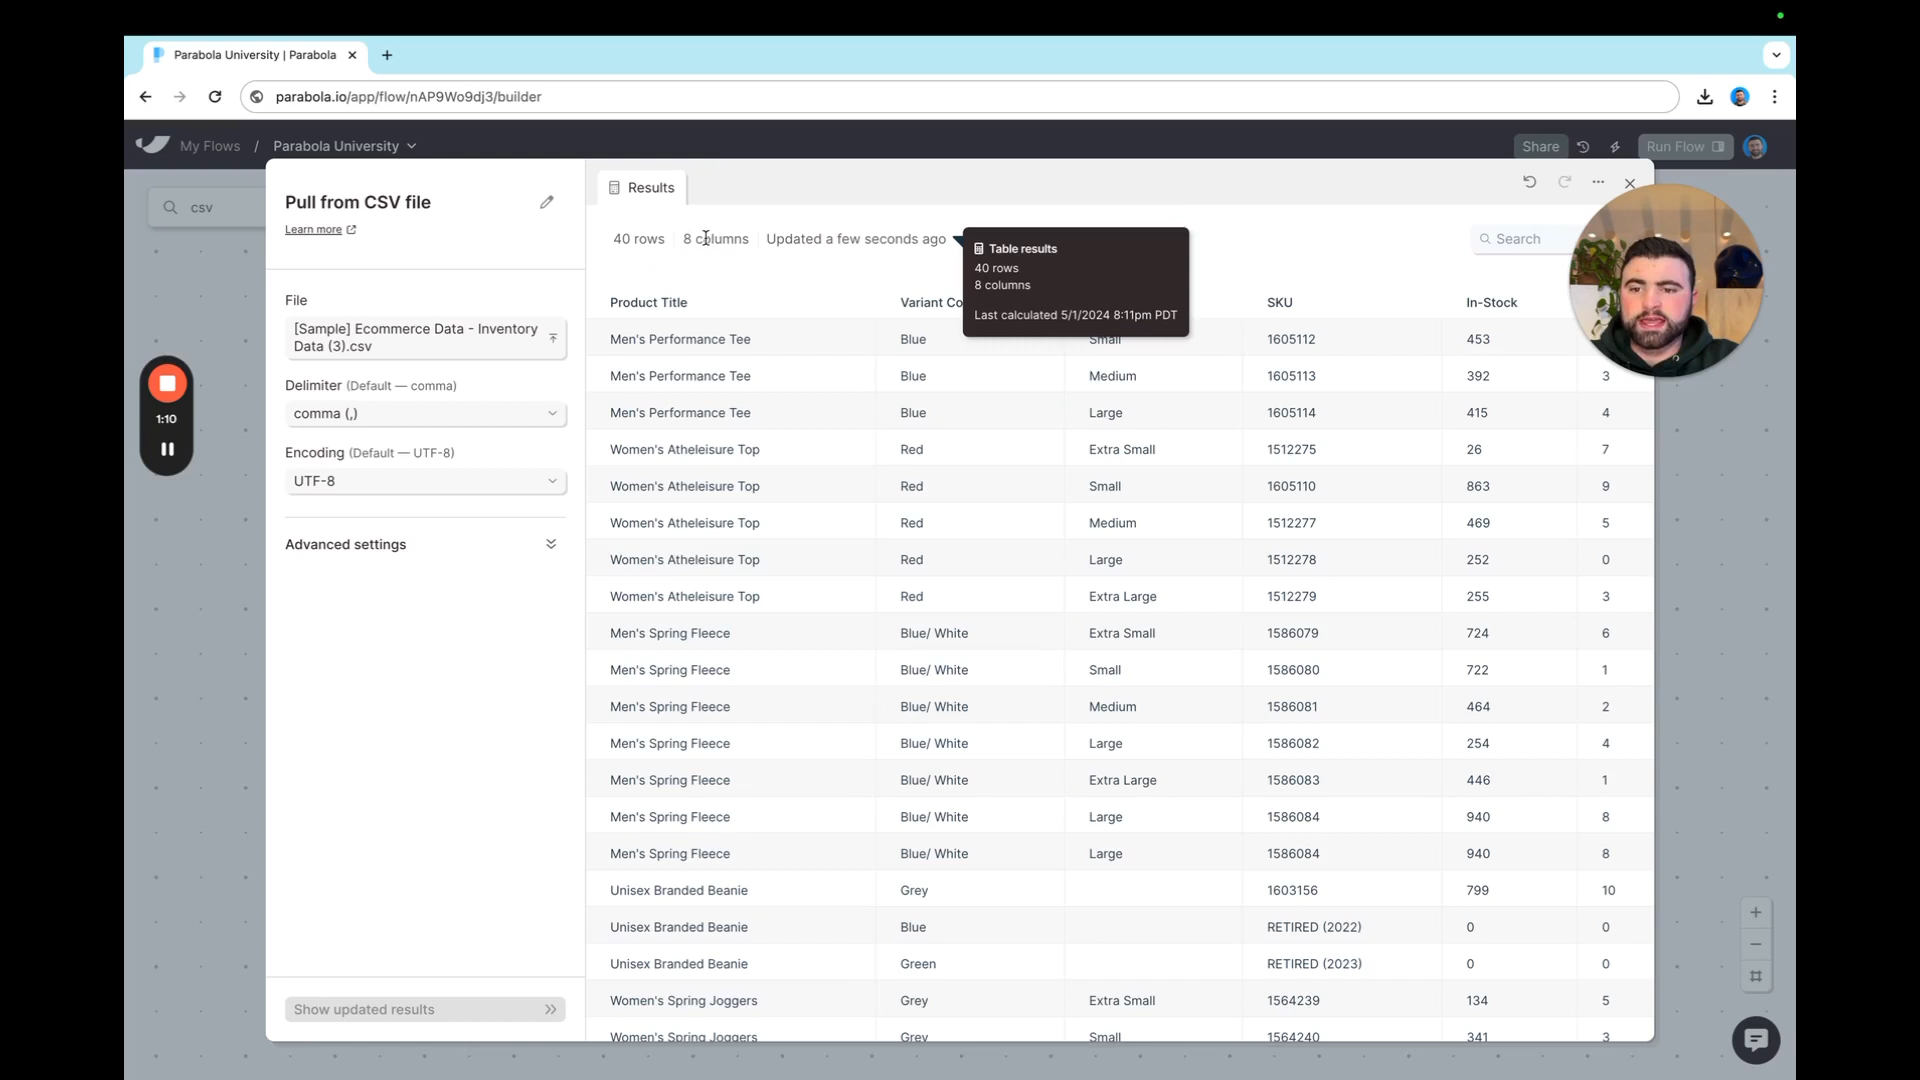 Parabola University | Parabola
parabola.io/app/flow/nAP9Wo9dj3/builder
My Flows / Parabola University
Share
Run Flow
csv
Pull from CSV file
Learn more
File
[Sample] Ecommerce Data - Inventory
Data (3).csv
Delimiter (Default — comma)
comma (,)
Encoding (Default — UTF-8)
UTF-8
Advanced settings
Show updated results
1:10
Results
40 rows 8 columns Updated a few seconds ago
Search
Table results
40 rows
8 columns
Last calculated 5/1/2024 8:11pm PDT
Product Title Variant Co SKU In-Stock
Men's Performance Tee Blue Small 1605112 453
Men's Performance Tee Blue Medium 1605113 392 3
Men's Performance Tee Blue Large 1605114 415 4
Women's Atheleisure Top Red Extra Small 1512275 26 7
Women's Atheleisure Top Red Small 1605110 863 9
Women's Atheleisure Top Red Medium 1512277 469 5
Women's Atheleisure Top Red Large 1512278 252 0
Women's Atheleisure Top Red Extra Large 1512279 255 3
Men's Spring Fleece Blue/ White Extra Small 1586079 724 6
Men's Spring Fleece Blue/ White Small 1586080 722 1
Men's Spring Fleece Blue/ White Medium 1586081 464 2
Men's Spring Fleece Blue/ White Large 1586082 254 4
Men's Spring Fleece Blue/ White Extra Large 1586083 446 1
Men's Spring Fleece Blue/ White Large 1586084 940 8
Men's Spring Fleece Blue/ White Large 1586084 940 8
Unisex Branded Beanie Grey 1603156 799 10
Unisex Branded Beanie Blue RETIRED (2022) 0 0
Unisex Branded Beanie Green RETIRED (2023) 0 0
Women's Spring Joggers Grey Extra Small 1564239 134 5
Women's Spring Joggers Grey Small 1564240 341 3